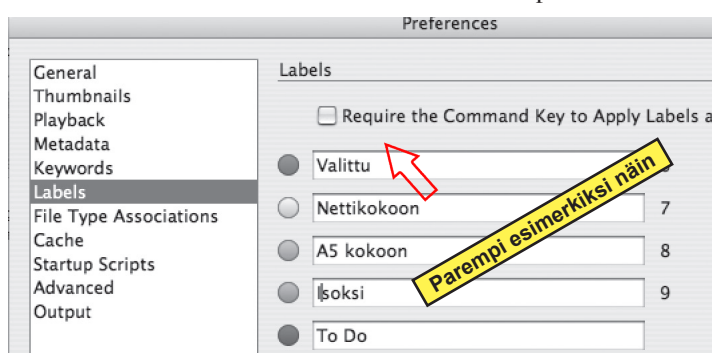 Preferences
General
Thumbnails
Playback
Metadata
Keywords
Labels
File Type Associations
Cache
Startup Scripts
Advanced
Output
Labels
Require the Command Key to Apply Labels a
Valittu
Nettikokoon 7
A5 kokoon 8
Isoksi 9
To Do
Parempi esimerkiksi näin